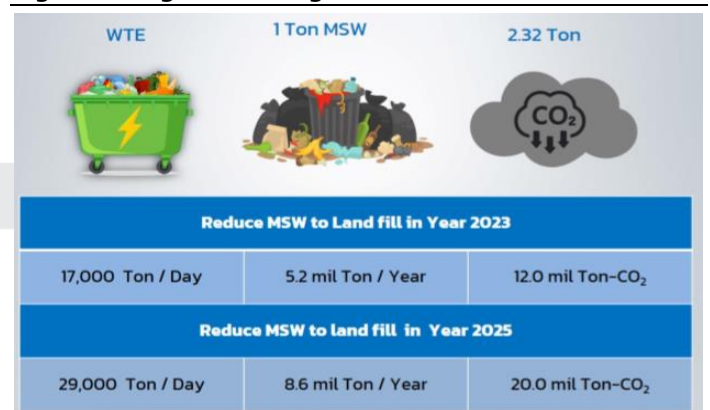 WTE
1 Ton MSW
2.32 Ton
CO₂
Reduce MSW to Land fill in Year 2023
17,000 Ton / Day
5.2 mil Ton / Year
12.0 mil Ton-CO₂
Reduce MSW to land fill in Year 2025
29,000 Ton / Day
8.6 mil Ton / Year
20.0 mil Ton-CO₂